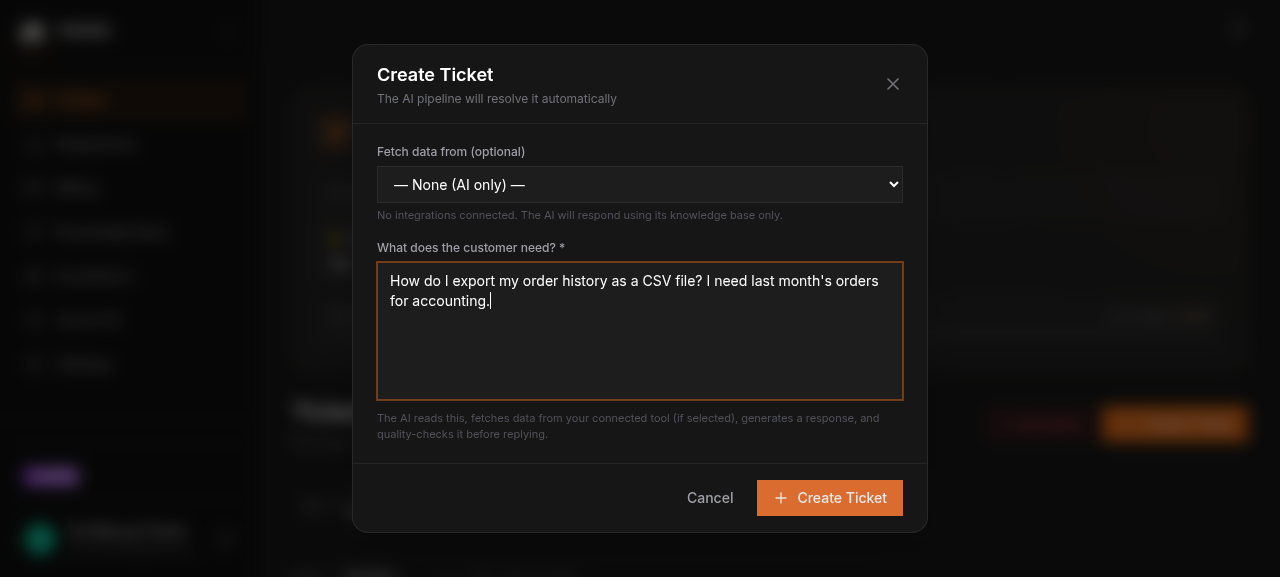 Create Ticket
The AI pipeline will resolve it automatically
Fetch data from (optional)
— None (AI only) —
No integrations connected. The AI will respond using its knowledge base only.
What does the customer need? *
How do I export my order history as a CSV file? I need last month's orders
for accounting.
The AI reads this, fetches data from your connected tool (if selected), generates a response, and
quality-checks it before replying.
Cancel
Create Ticket